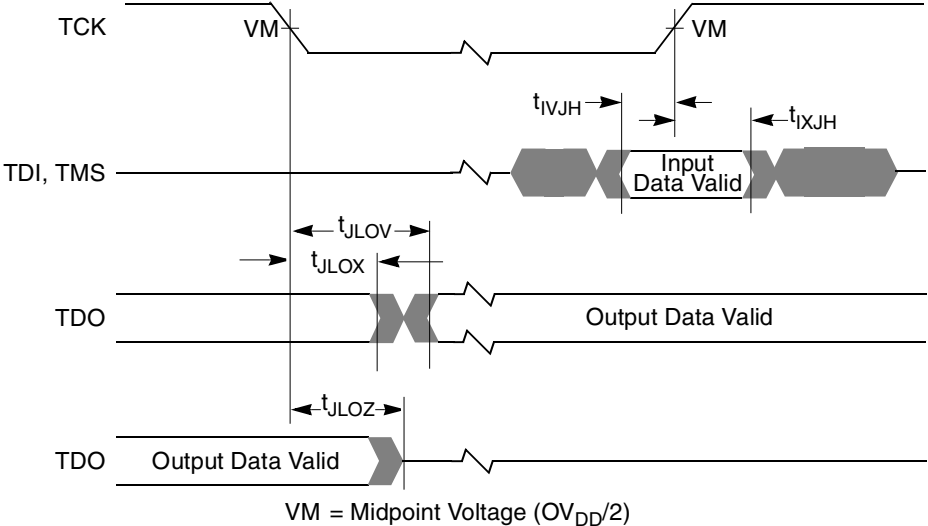 TCK
VM
VM
tIVJH
tIXJH
TDI, TMS
Input
Data Valid
tJLOV
tJLOX
TDO
Output Data Valid
tJLOZ
TDO
Output Data Valid
VM = Midpoint Voltage (OVDD/2)